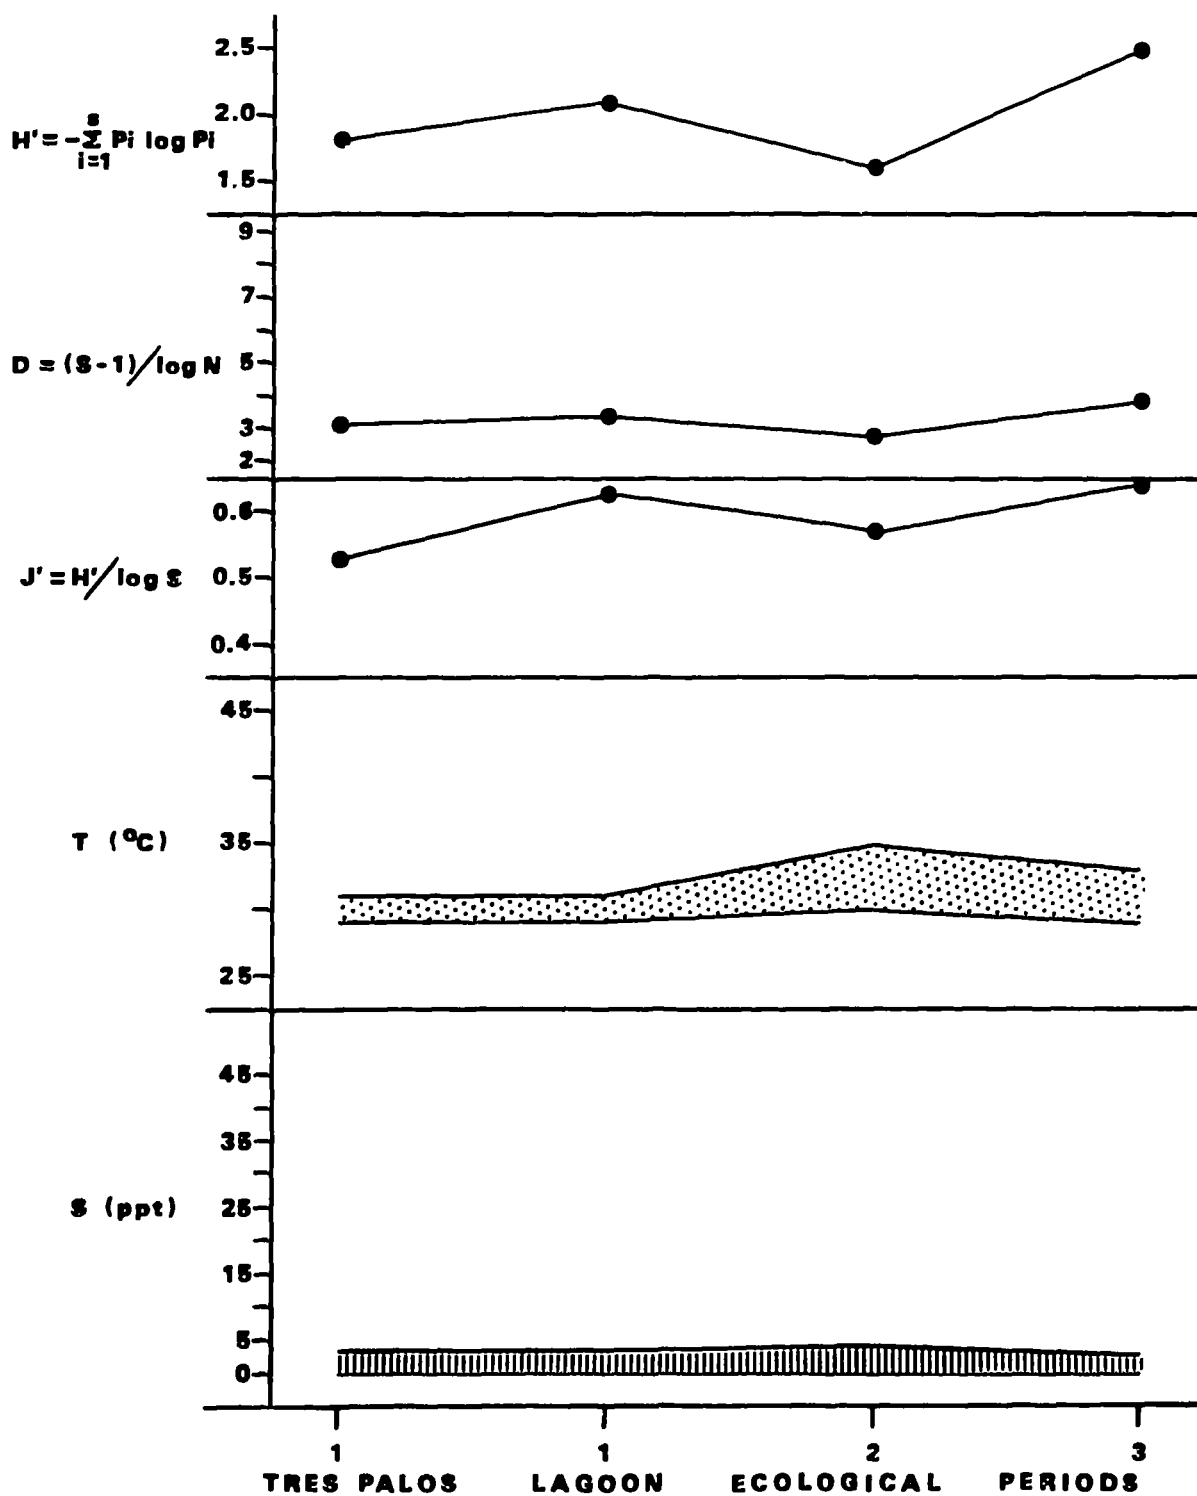 2.5
2.0
H' = -Σ Pi log Pi
s
i=1
1.5
9
7
D = (S-1)/log N
5
3
2
0.6
J' = H'/log S
0.5
0.4
45
T (°C)
35
25
45
35
S (ppt)
25
15
5
0
1 1 2 3
TRES PALOS LAGOON ECOLOGICAL PERIODS